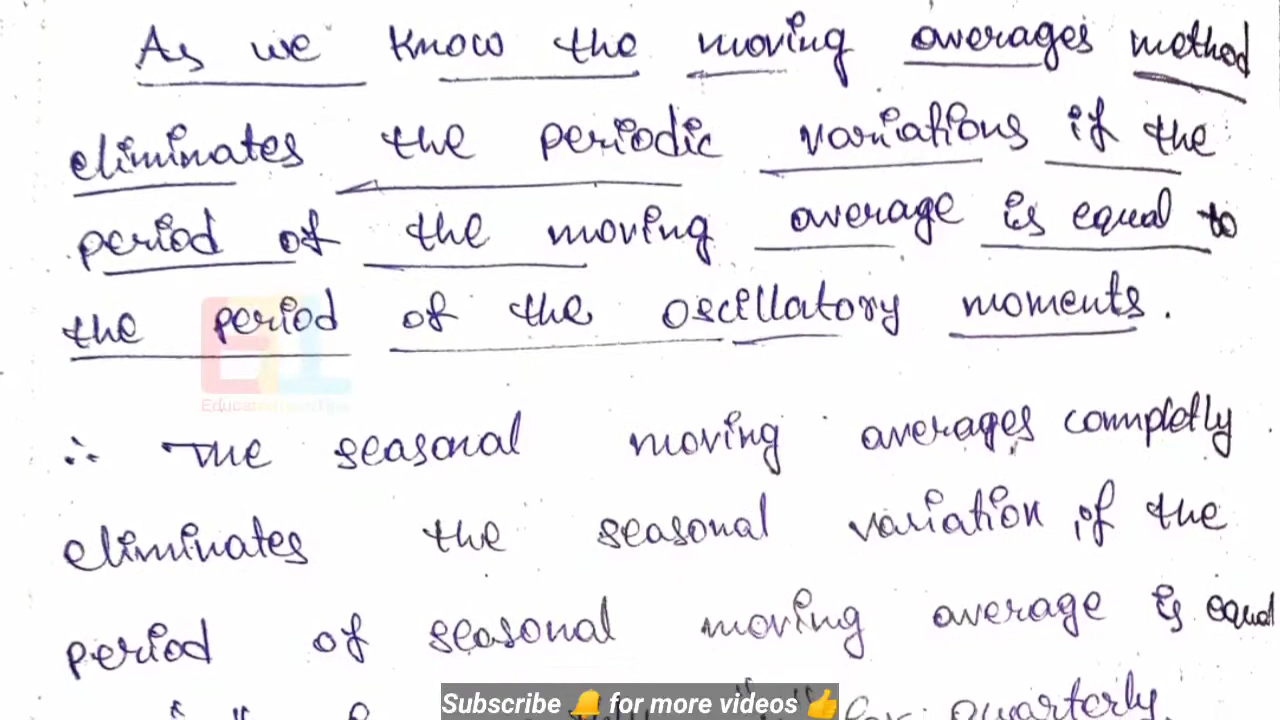 As we know the moving averages method
eliminates the periodic variations if the
period of the moving average is equal to
the period of the oscillatory moments.
∴ The seasonal moving averages completly
eliminates the seasonal variation if the
period of seasonal moving average is equal
quarterly
Subscribe 🔔 for more videos 👍